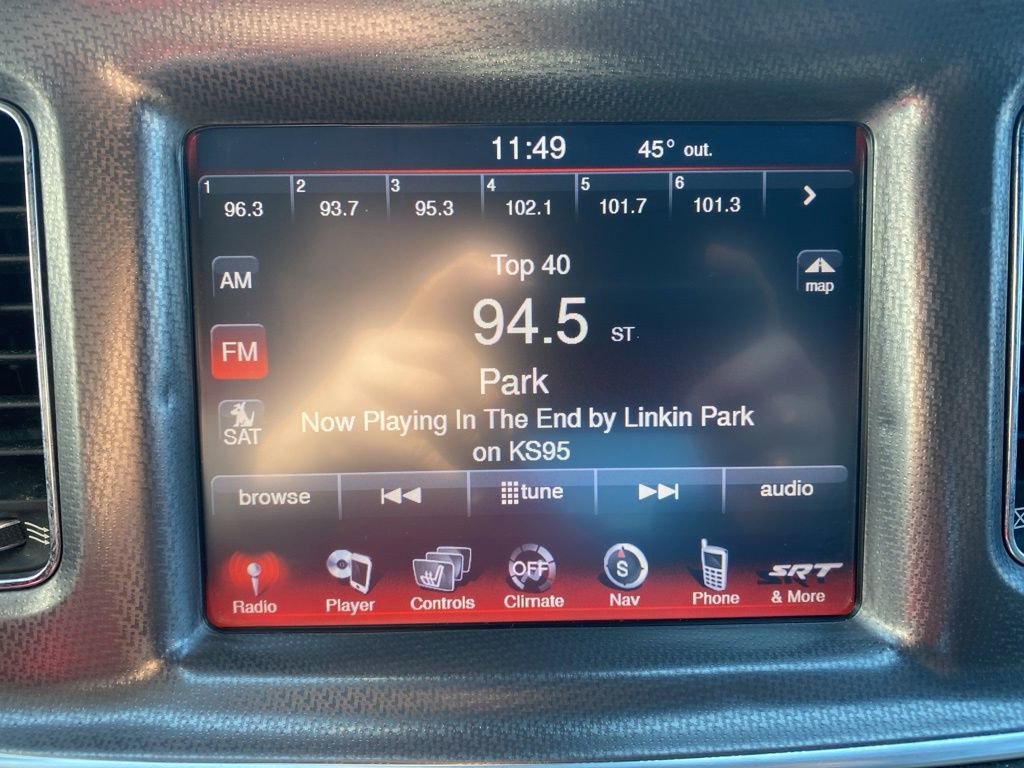 11:49 45° out.
1 2 3 4 5 6
96.3 93.7 95.3 102.1 101.7 101.3
Top 40
AM
map
94.5 ST
FM
Park
Now Playing In The End by Linkin Park
SAT
on KS95
browse tune audio
OFF S SRT
Radio Player Controls Climate Nav Phone & More